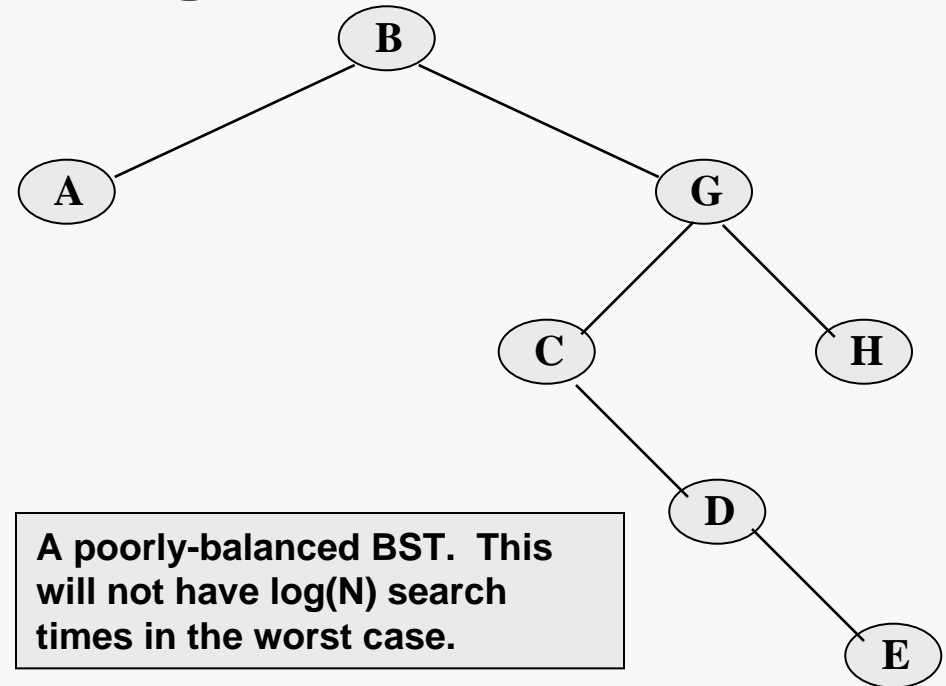 B
A
G
C
H
D
A poorly-balanced BST. This
will not have log(N) search
times in the worst case.
E